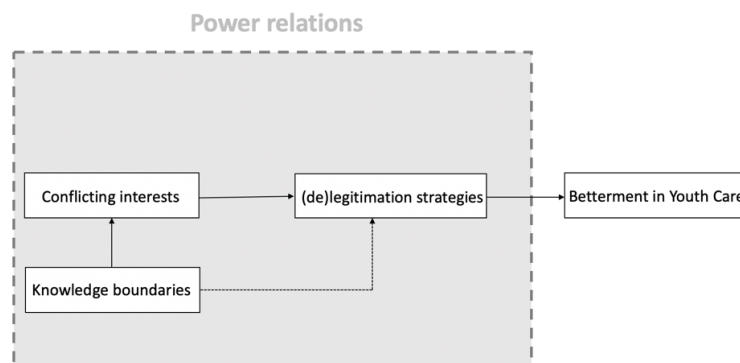 Power relations
Conflicting interests
(de)legitimation strategies
Betterment in Youth Care
Knowledge boundaries